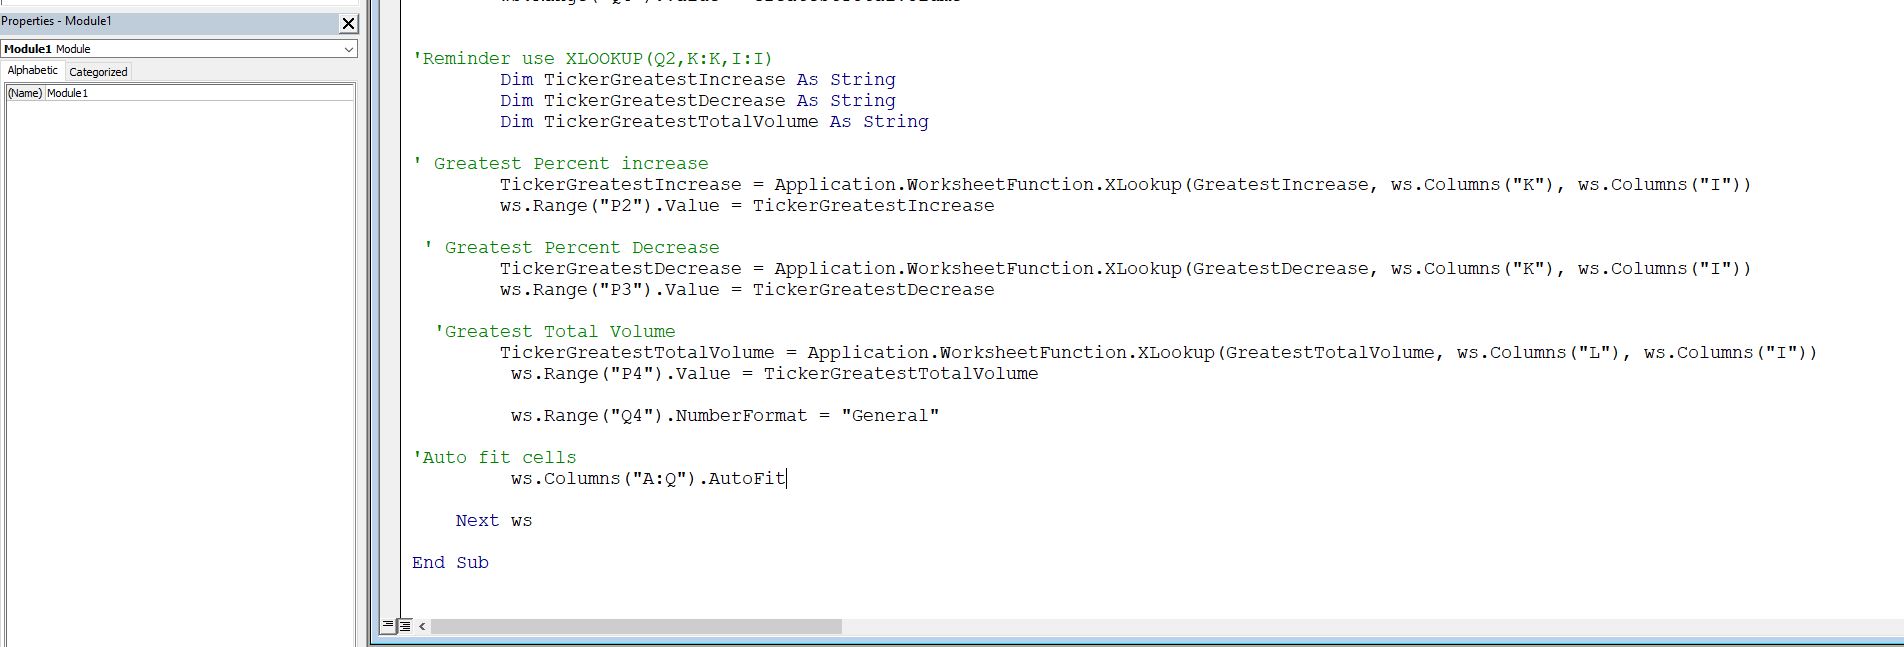 Properties - Module1
Module1 Module
Alphabetic Categorized
(Name) Module1
'Reminder use XLOOKUP(Q2,K:K,I:I)
Dim TickerGreatestIncrease As String
Dim TickerGreatestDecrease As String
Dim TickerGreatestTotalVolume As String
' Greatest Percent increase
TickerGreatestIncrease = Application.WorksheetFunction.XLookup(GreatestIncrease, ws.Columns("K"), ws.Columns("I"))
ws.Range("P2").Value = TickerGreatestIncrease
' Greatest Percent Decrease
TickerGreatestDecrease = Application.WorksheetFunction.XLookup(GreatestDecrease, ws.Columns("K"), ws.Columns("I"))
ws.Range("P3").Value = TickerGreatestDecrease
'Greatest Total Volume
TickerGreatestTotalVolume = Application.WorksheetFunction.XLookup(GreatestTotalVolume, ws.Columns("L"), ws.Columns("I"))
ws.Range("P4").Value = TickerGreatestTotalVolume
ws.Range("Q4").NumberFormat = "General"
'Auto fit cells
ws.Columns("A:Q").AutoFit
Next ws
End Sub